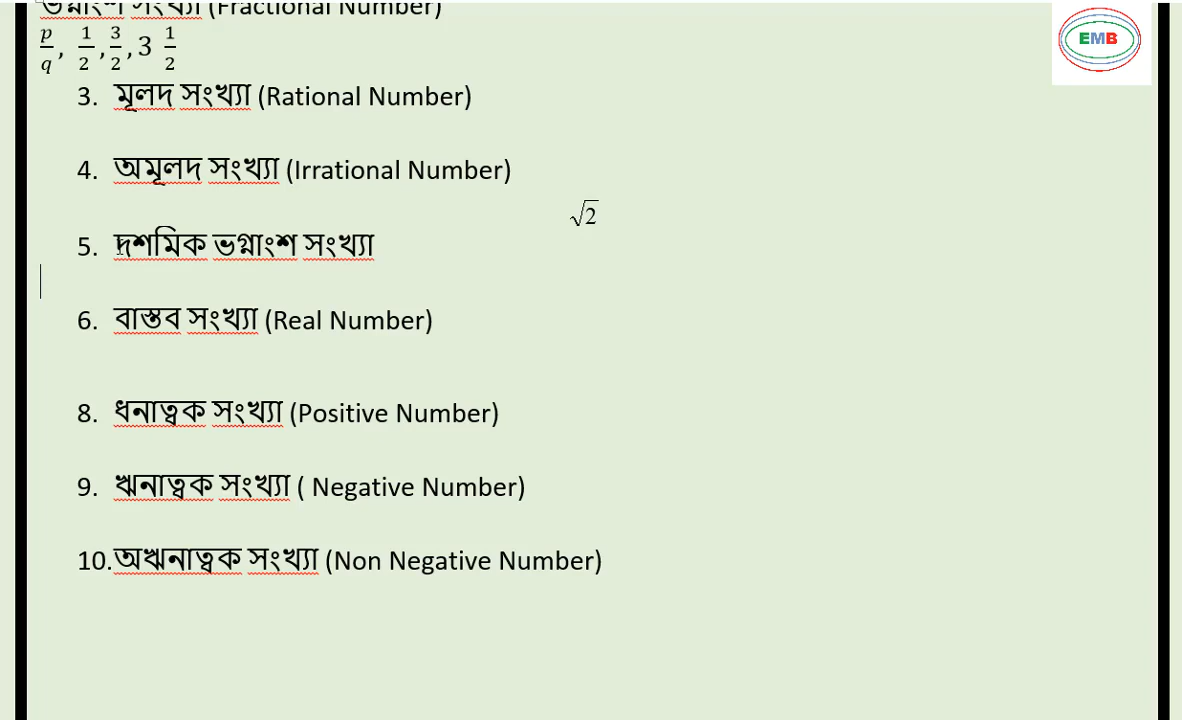 ভগ্নাংশ সংখ্যা (Fractional Number)
p/q, 1/2, 3/2, 3 1/2
EMB
3. মূলদ সংখ্যা (Rational Number)
4. অমূলদ সংখ্যা (Irrational Number)
√2
5. দশমিক ভগ্নাংশ সংখ্যা
6. বাস্তব সংখ্যা (Real Number)
8. ধনাত্বক সংখ্যা (Positive Number)
9. ঋনাত্বক সংখ্যা ( Negative Number)
10.অঋনাত্বক সংখ্যা (Non Negative Number)